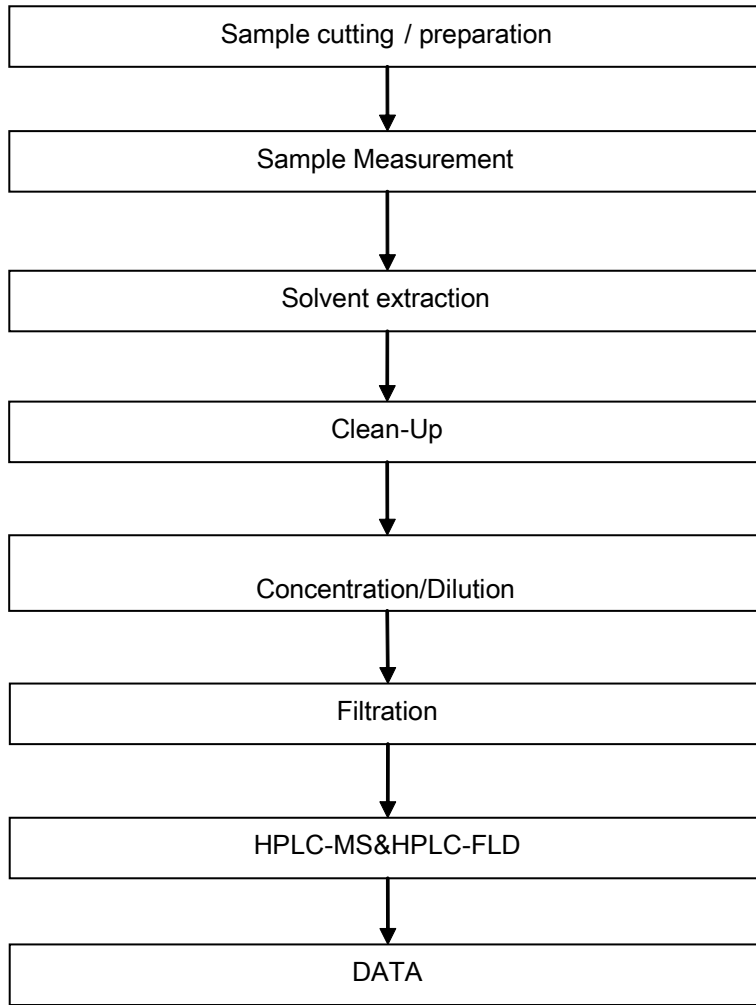 Sample cutting / preparation
Sample Measurement
Solvent extraction
Clean-Up
Concentration/Dilution
Filtration
HPLC-MS&HPLC-FLD
DATA